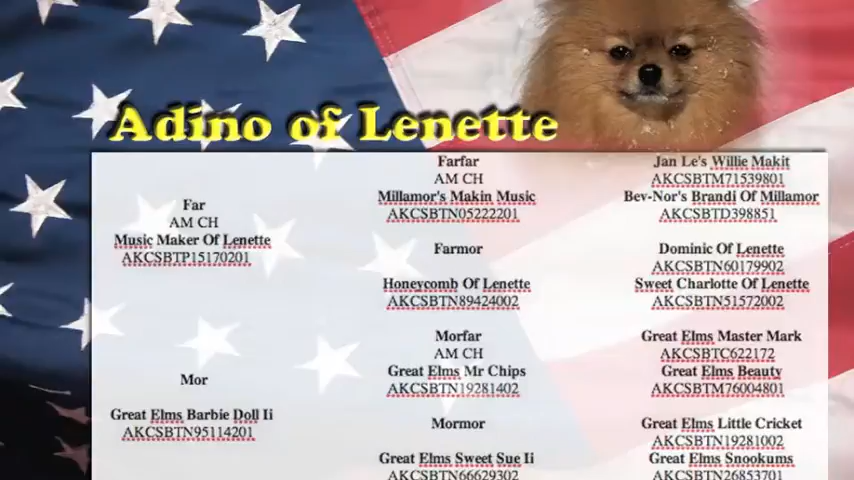 Adino of Lenette
Far
AM CH
Music Maker Of Lenette
AKCSBTP15170201
Mor
Great Elms Barbie Doll Ii
AKCSBTN95114201
Farfar
AM CH
Millamor's Makin Music
AKCSBTN05222201
Farmor
Honeycomb Of Lenette
AKCSBTN89424002
Morfar
AM CH
Great Elms Mr Chips
AKCSBTN19281402
Mormor
Great Elms Sweet Sue Ii
AKCSBTN66629302
Jan Le's Willie Makit
AKCSBTM71539801
Bev-Nor's Brandi Of Millamor
AKCSBTD398851
Dominic Of Lenette
AKCSBTN60179902
Sweet Charlotte Of Lenette
AKCSBTN51572002
Great Elms Master Mark
AKCSBTC622172
Great Elms Beauty
AKCSBTM76004801
Great Elms Little Cricket
AKCSBTN19281002
Great Elms Snookums
AKCSBTN26853701